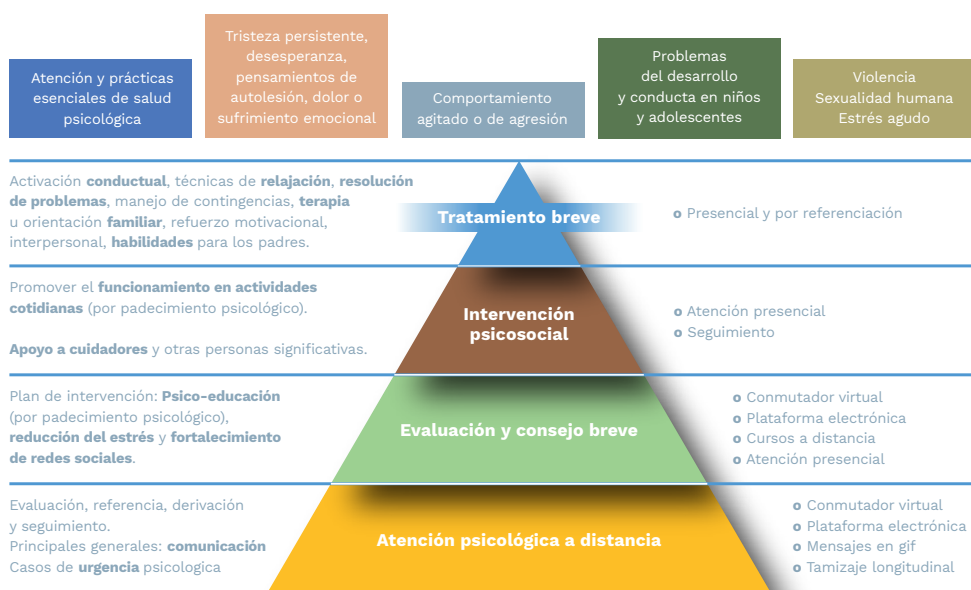 Atención y prácticas
esenciales de salud
psicológica
Tristeza persistente,
desesperanza,
pensamientos de
autolesión, dolor o
sufrimiento emocional
Comportamiento
agitado o de agresión
Problemas
del desarrollo
y conducta en niños
y adolescentes
Violencia
Sexualidad humana
Estrés agudo
Activación conductual, técnicas de relajación, resolución
de problemas, manejo de contingencias, terapia
u orientación familiar, refuerzo motivacional,
interpersonal, habilidades para los padres.
Tratamiento breve
o Presencial y por referenciación
Promover el funcionamiento en actividades
cotidianas (por padecimiento psicológico).
Apoyo a cuidadores y otras personas significativas.
Intervención
psicosocial
o Atención presencial
o Seguimiento
Plan de intervención: Psico-educación
(por padecimiento psicológico),
reducción del estrés y fortalecimiento
de redes sociales.
Evaluación y consejo breve
o Conmutador virtual
o Plataforma electrónica
o Cursos a distancia
o Atención presencial
Evaluación, referencia, derivación
y seguimiento.
Principales generales: comunicación
Casos de urgencia psicologica
Atención psicológica a distancia
o Conmutador virtual
o Plataforma electrónica
o Mensajes en gif
o Tamizaje longitudinal